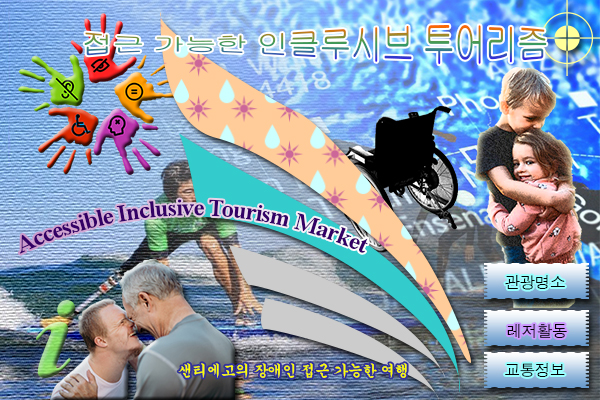 접근 가능한 인클루시브 투어리즘
Accessible Inclusive Tourism Market
관광명소
레저활동
교통정보
샌티에고의 장애인 접근 가능한 여행